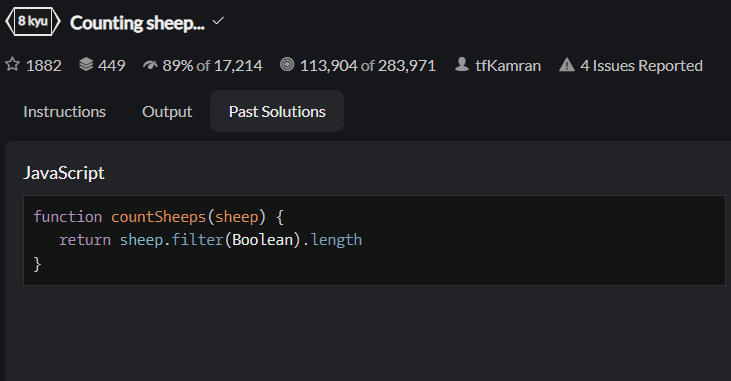 8 kyu Counting sheep...
1882 449 89% of 17,214 113,904 of 283,971 tfKamran 4 Issues Reported
Instructions Output Past Solutions
JavaScript
function countSheeps(sheep) {
return sheep.filter(Boolean).length
}